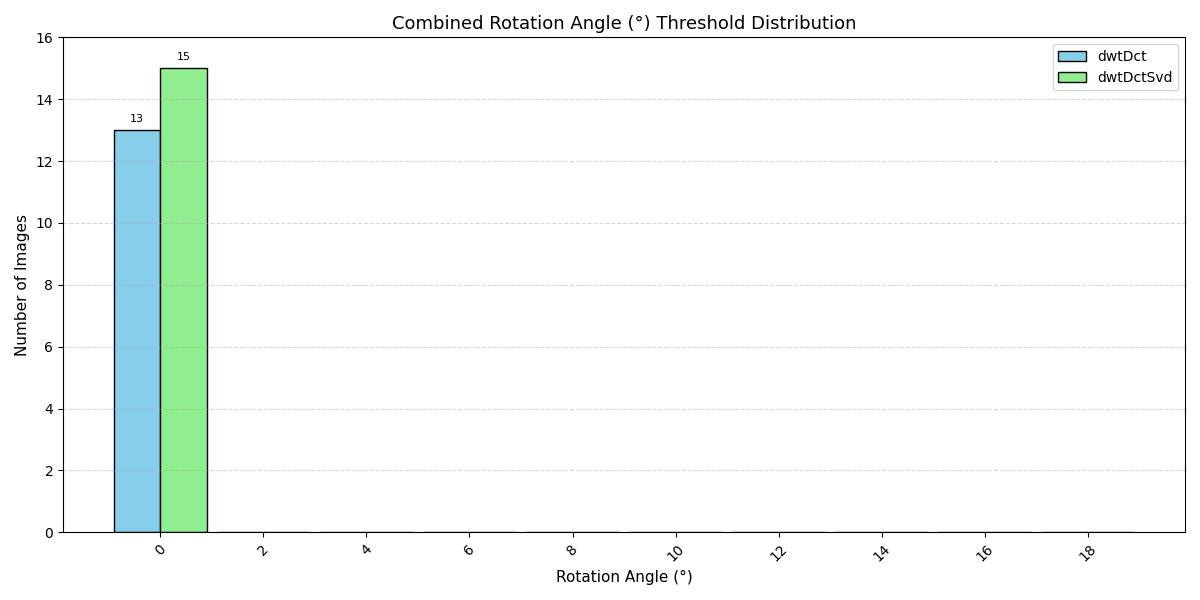 Combined Rotation Angle (°) Threshold Distribution
16
14
12
10
8
6
4
2
0
Number of Images
13
15
dwtDct
dwtDctSvd
0 2 4 6 8 10 12 14 16 18
Rotation Angle (°)